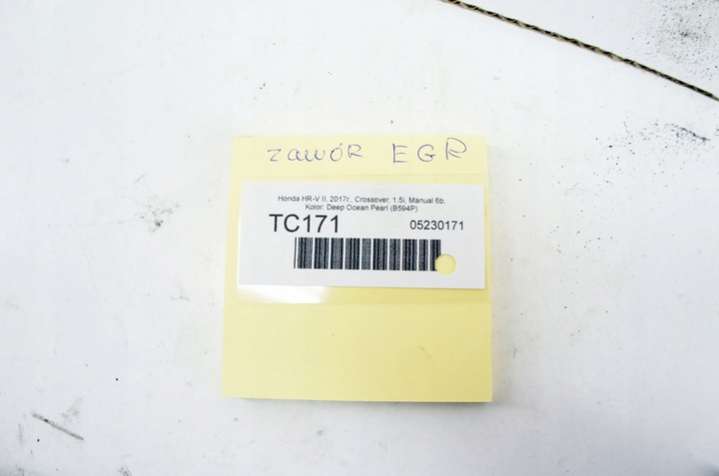 zawór EGR
Honda HR-V II, 2017r., Crossover, 1.5i, Manual 6b,
Kolor: Deep Ocean Pearl (B594P)
TC171 05230171